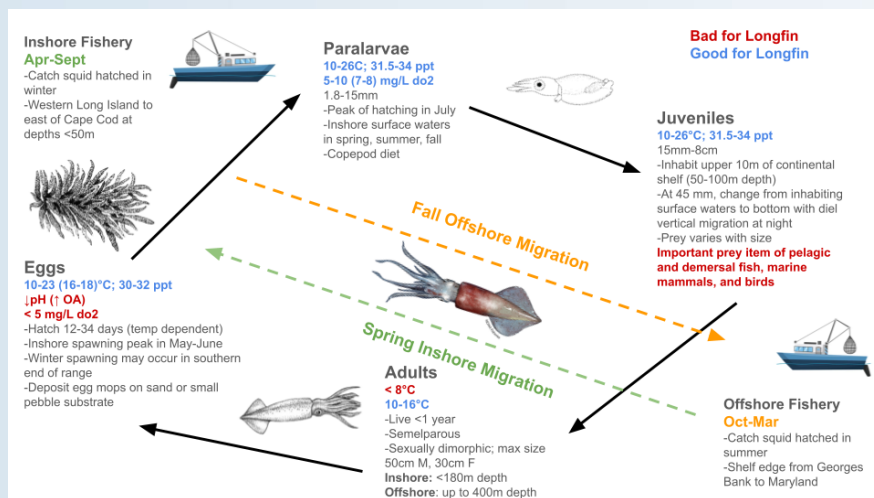 Inshore Fishery
Apr-Sept
-Catch squid hatched in
winter
-Western Long Island to
east of Cape Cod at
depths <50m
Paralarvae
10-26C; 31.5-34 ppt
5-10 (7-8) mg/L do2
1.8-15mm
-Peak of hatching in July
-Inshore surface waters
in spring, summer, fall
-Copepod diet
Bad for Longfin
Good for Longfin
Juveniles
10-26°C; 31.5-34 ppt
15mm-8cm
-Inhabit upper 10m of continental
shelf (50-100m depth)
-At 45 mm, change from inhabiting
surface waters to bottom with diel
vertical migration at night
-Prey varies with size
Important prey item of pelagic
and demersal fish, marine
mammals, and birds
Fall Offshore Migration
Spring Inshore Migration
Eggs
10-23 (16-18)°C; 30-32 ppt
↓pH (↑ OA)
< 5 mg/L do2
-Hatch 12-34 days (temp dependent)
-Inshore spawning peak in May-June
-Winter spawning may occur in southern
end of range
-Deposit egg mops on sand or small
pebble substrate
Adults
< 8°C
10-16°C
-Live <1 year
-Semelparous
-Sexually dimorphic; max size
50cm M, 30cm F
Inshore: <180m depth
Offshore: up to 400m depth
Offshore Fishery
Oct-Mar
-Catch squid hatched in
summer
-Shelf edge from Georges
Bank to Maryland